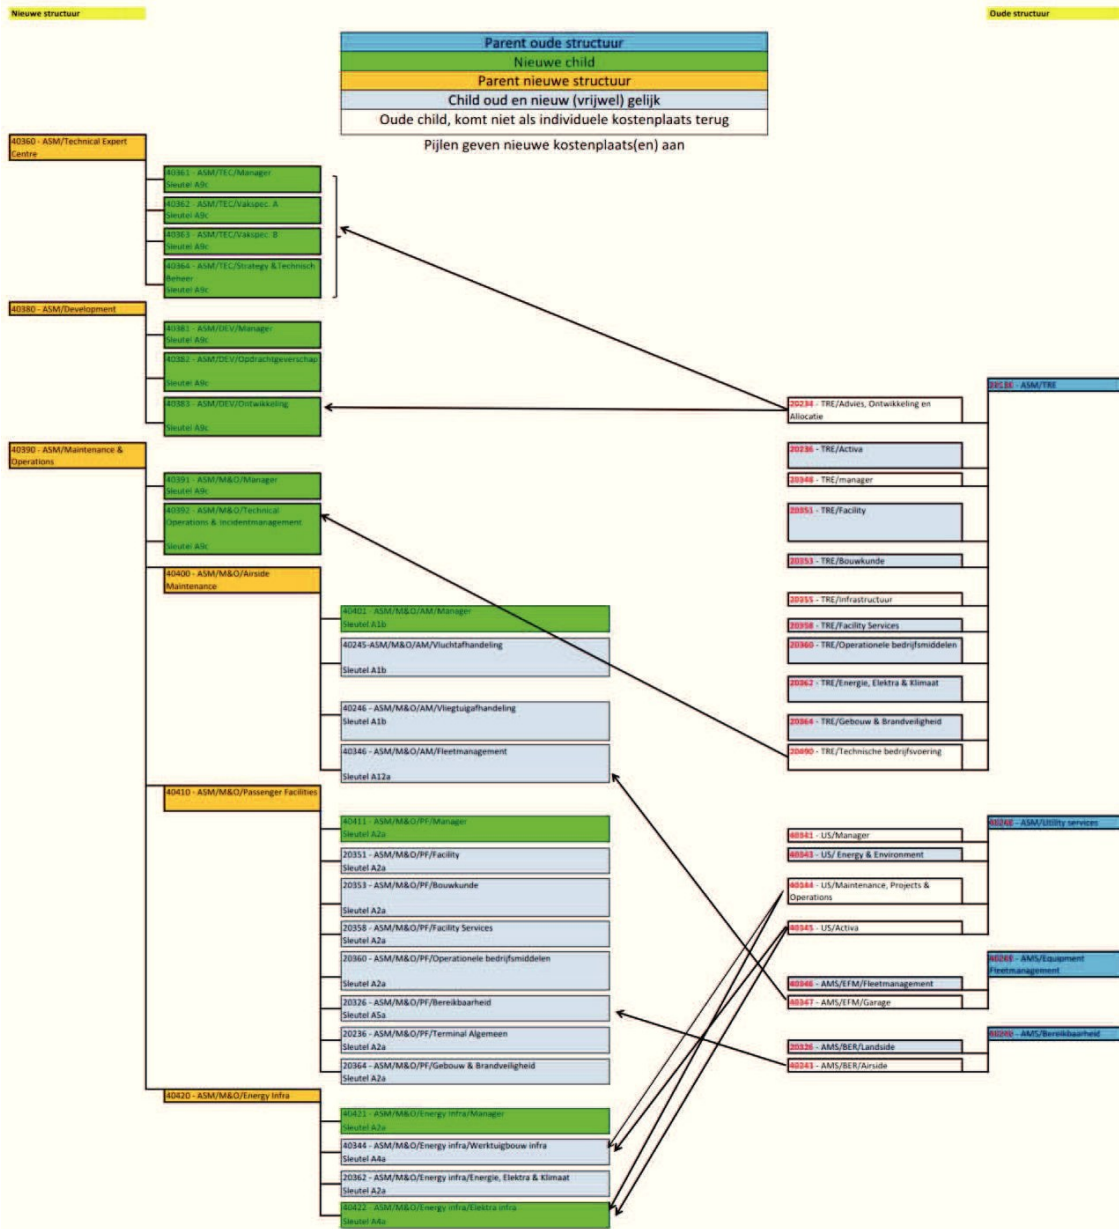 Nieuwe structuur
Oude structuur
Parent oude structuur
Nieuwe child
Parent nieuwe structuur
Child oud en nieuw (vrijwel) gelijk
Oude child, komt niet als individuele kostenplaats terug
Pijlen geven nieuwe kostenplaats(en) aan
40360 - ASM/Technical Expert
Centre
40361 - ASM/TEC/Manager
Sleutel A9c
40362 - ASM/TEC/Vakspec. A
Sleutel A9c
40363 - ASM/TEC/Vakspec. B
Sleutel A9c
40364 - ASM/TEC/Strategy & Technisch
Beheer
Sleutel A9c
40380 - ASM/Development
40381 - ASM/DEV/Manager
Sleutel A9c
40382 - ASM/DEV/Opdrachtgeverschap
Sleutel A9c
40383 - ASM/DEV/Ontwikkeling
Sleutel A9c
40390 - ASM/Maintenance &
Operations
40391 - ASM/M&O/Manager
Sleutel A9c
40392 - ASM/M&O/Technical
Operations & Incidentmanagement
Sleutel A9c
40400 - ASM/M&O/Airside
Maintenance
40401 - ASM/M&O/AM/Manager
Sleutel A1b
40245-ASM/M&O/AM/Vluchtafhandeling
Sleutel A1b
40246 - ASM/M&O/AM/Vliegtuigafhandeling
Sleutel A1b
40346 - ASM/M&O/AM/Fleetmanagement
Sleutel A12a
40410 - ASM/M&O/Passenger Facilities
40411 - ASM/M&O/PF/Manager
Sleutel A2a
20351 - ASM/M&O/PF/Facility
Sleutel A2a
20353 - ASM/M&O/PF/Bouwkunde
Sleutel A2a
20358 - ASM/M&O/PF/Facility Services
Sleutel A2a
20360 - ASM/M&O/PF/Operationele bedrijfsmiddelen
Sleutel A2a
20326 - ASM/M&O/PF/Bereikbaarheid
Sleutel A5a
20236 - ASM/M&O/PF/Terminal Algemeen
Sleutel A2a
20364 - ASM/M&O/PF/Gebouw & Brandveiligheid
Sleutel A2a
40420 - ASM/M&O/Energy Infra
40421 - ASM/M&O/Energy infra/Manager
Sleutel A2a
40344 - ASM/M&O/Energy infra/Werktuigbouw infra
Sleutel A4a
20362 - ASM/M&O/Energy infra/Energie, Elektra & Klimaat
Sleutel A2a
40422 - ASM/M&O/Energy infra/Elektra infra
Sleutel A4a
- ASM/TRE
20234 - TRE/Advies, Ontwikkeling en
Allocatie
20236 - TRE/Activa
20348 - TRE/manager
20351 - TRE/Facility
20353 - TRE/Bouwkunde
20355 - TRE/Infrastructuur
20358 - TRE/Facility Services
20360 - TRE/Operationele bedrijfsmiddelen
20362 - TRE/Energie, Elektra & Klimaat
20364 - TRE/Gebouw & Brandveiligheid
20490 - TRE/Technische bedrijfsvoering
- ASM/Utility services
40341 - US/Manager
40343 - US/ Energy & Environment
40344 - US/Maintenance, Projects &
Operations
40345 - US/Activa
- AMS/Equipment
Fleetmanagement
40346 - AMS/EFM/Fleetmanagement
40347 - AMS/EFM/Garage
- AMS/Bereikbaarheid
20326 - AMS/BER/Landside
40243 - AMS/BER/Airside